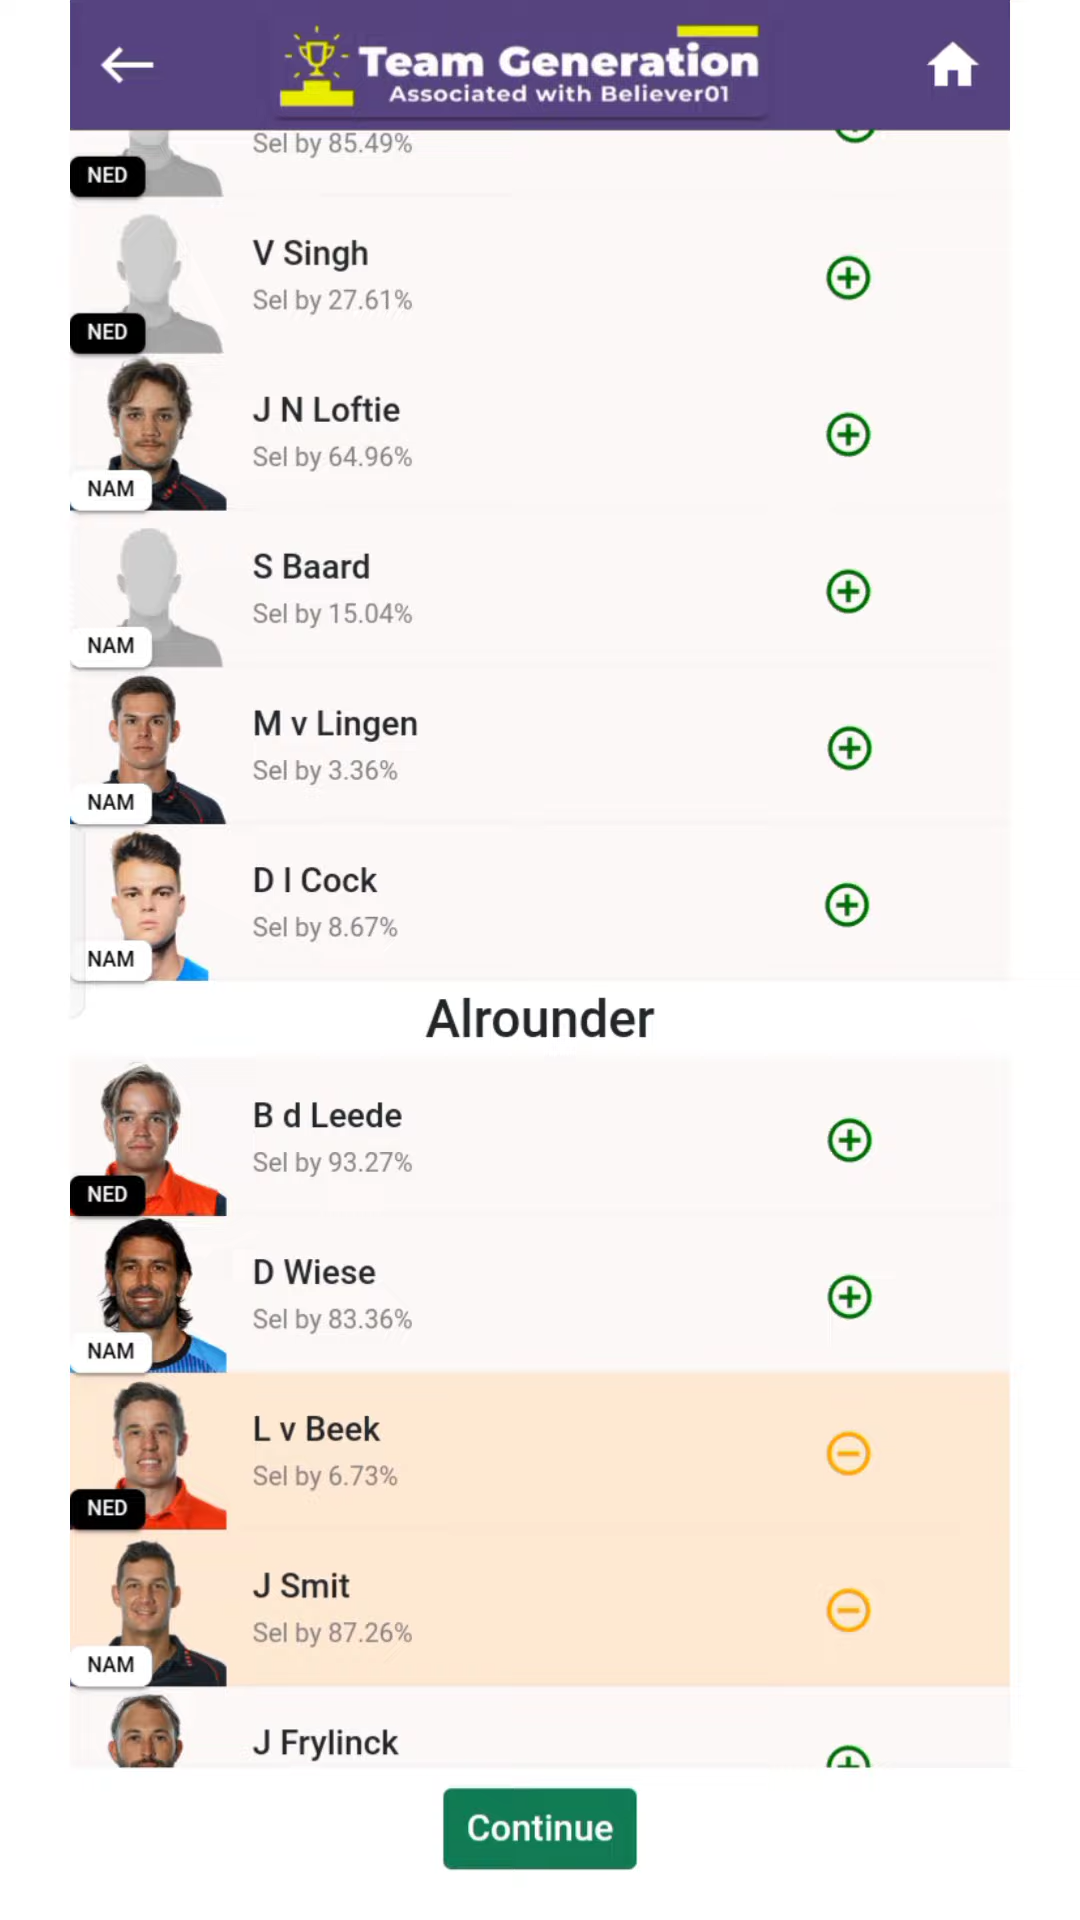 Team Generation
Associated with Believer01
Sel by 85.49%
NED
V Singh
Sel by 27.61%
NED
J N Loftie
Sel by 64.96%
NAM
S Baard
Sel by 15.04%
NAM
M v Lingen
Sel by 3.36%
NAM
D l Cock
Sel by 8.67%
NAM
Alrounder
B d Leede
Sel by 93.27%
NED
D Wiese
Sel by 83.36%
NAM
L v Beek
Sel by 6.73%
NED
J Smit
Sel by 87.26%
NAM
J Frylinck
Continue